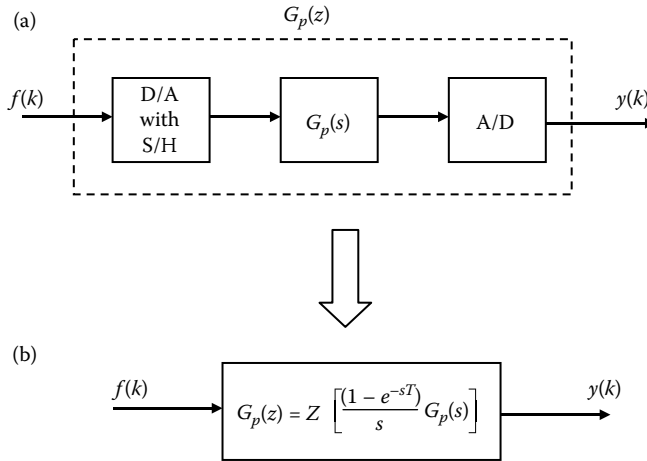 (a)
G_p(z)
f(k)
D/A
with
S/H
G_p(s)
A/D
y(k)
(b)
f(k)
G_p(z) = Z [(1 − e^{−sT})/s G_p(s)]
y(k)